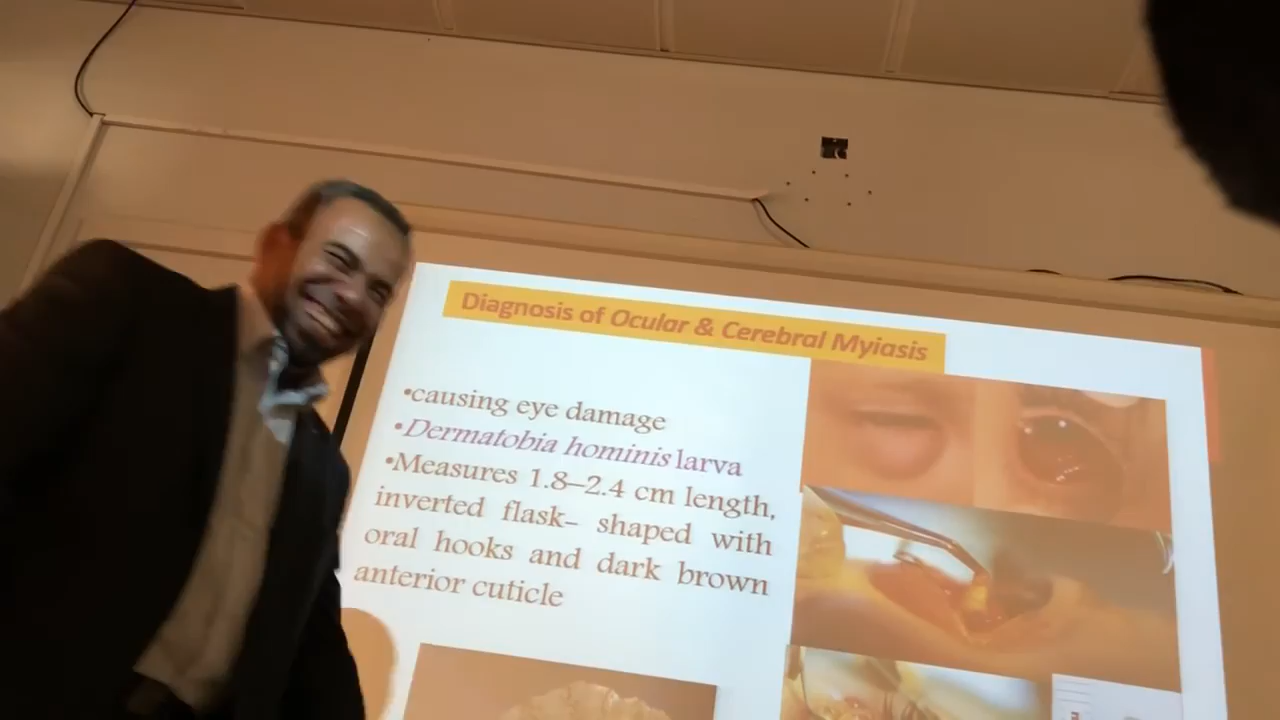 Diagnosis of Ocular & Cerebral Myiasis
•causing eye damage
•Dermatobia hominis larva
•Measures 1.8–2.4 cm length,
inverted flask– shaped with
oral hooks and dark brown
anterior cuticle